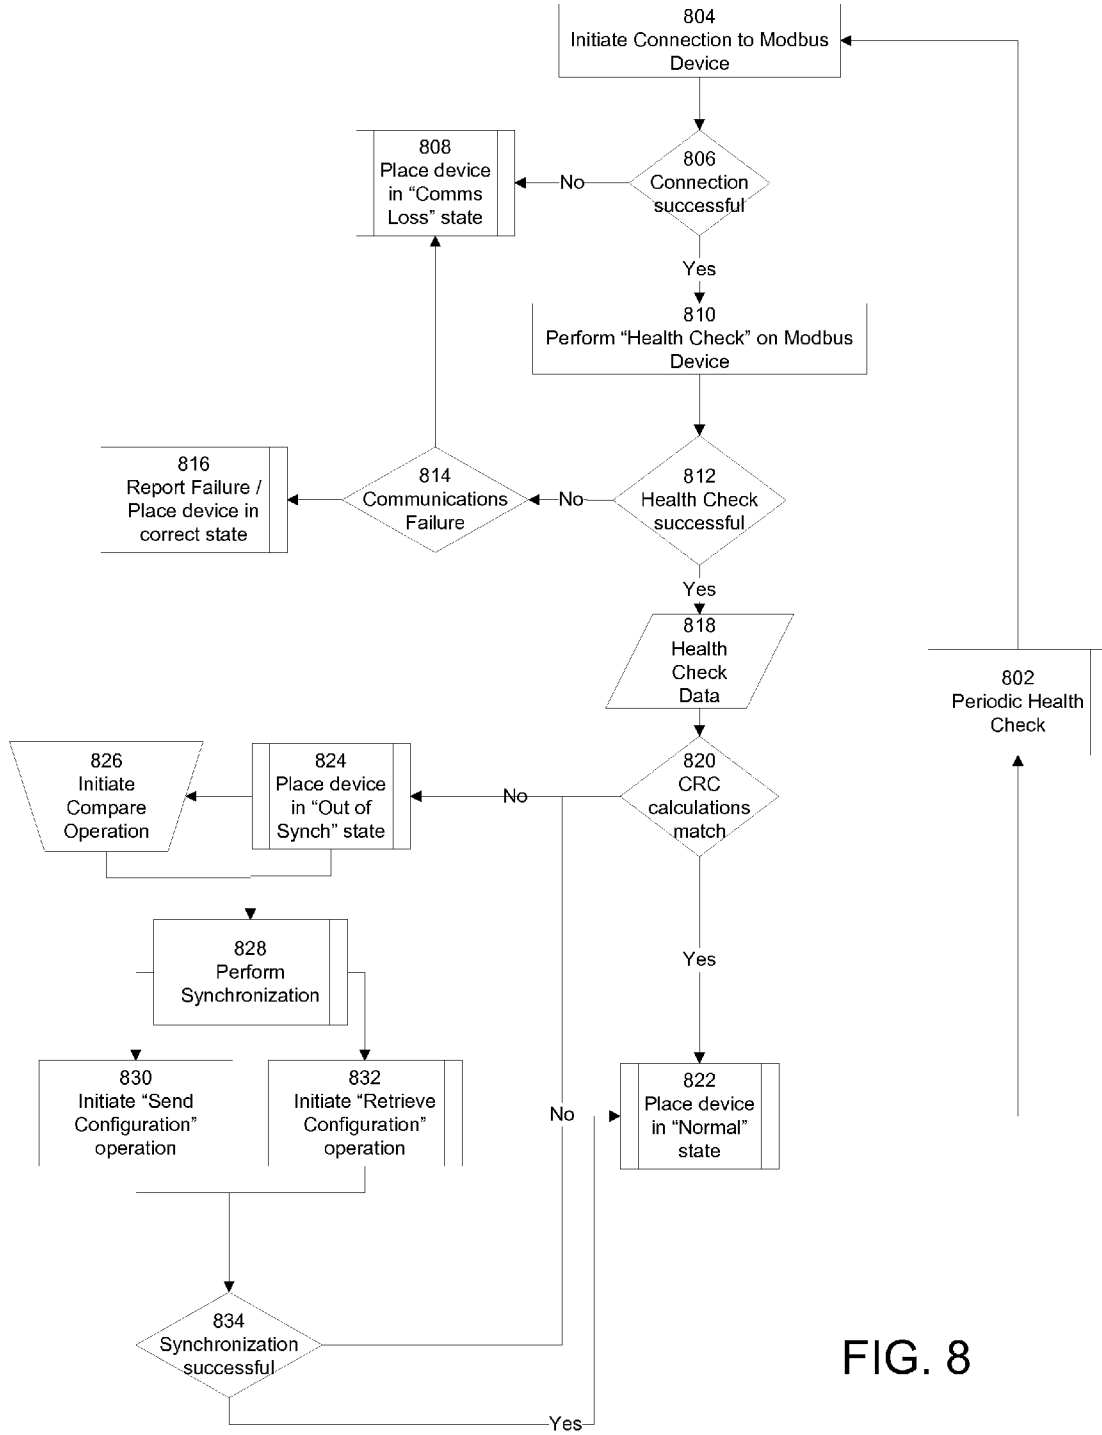 804
Initiate Connection to Modbus
Device
806
Connection
successful
No
808
Place device
in “Comms
Loss” state
Yes
810
Perform “Health Check” on Modbus
Device
812
Health Check
successful
No
814
Communications
Failure
816
Report Failure /
Place device in
correct state
Yes
818
Health
Check
Data
802
Periodic Health
Check
820
CRC
calculations
match
No
824
Place device
in “Out of
Synch” state
826
Initiate
Compare
Operation
828
Perform
Synchronization
Yes
830
Initiate “Send
Configuration”
operation
832
Initiate “Retrieve
Configuration”
operation
No
822
Place device
in “Normal”
state
834
Synchronization
successful
Yes
FIG. 8